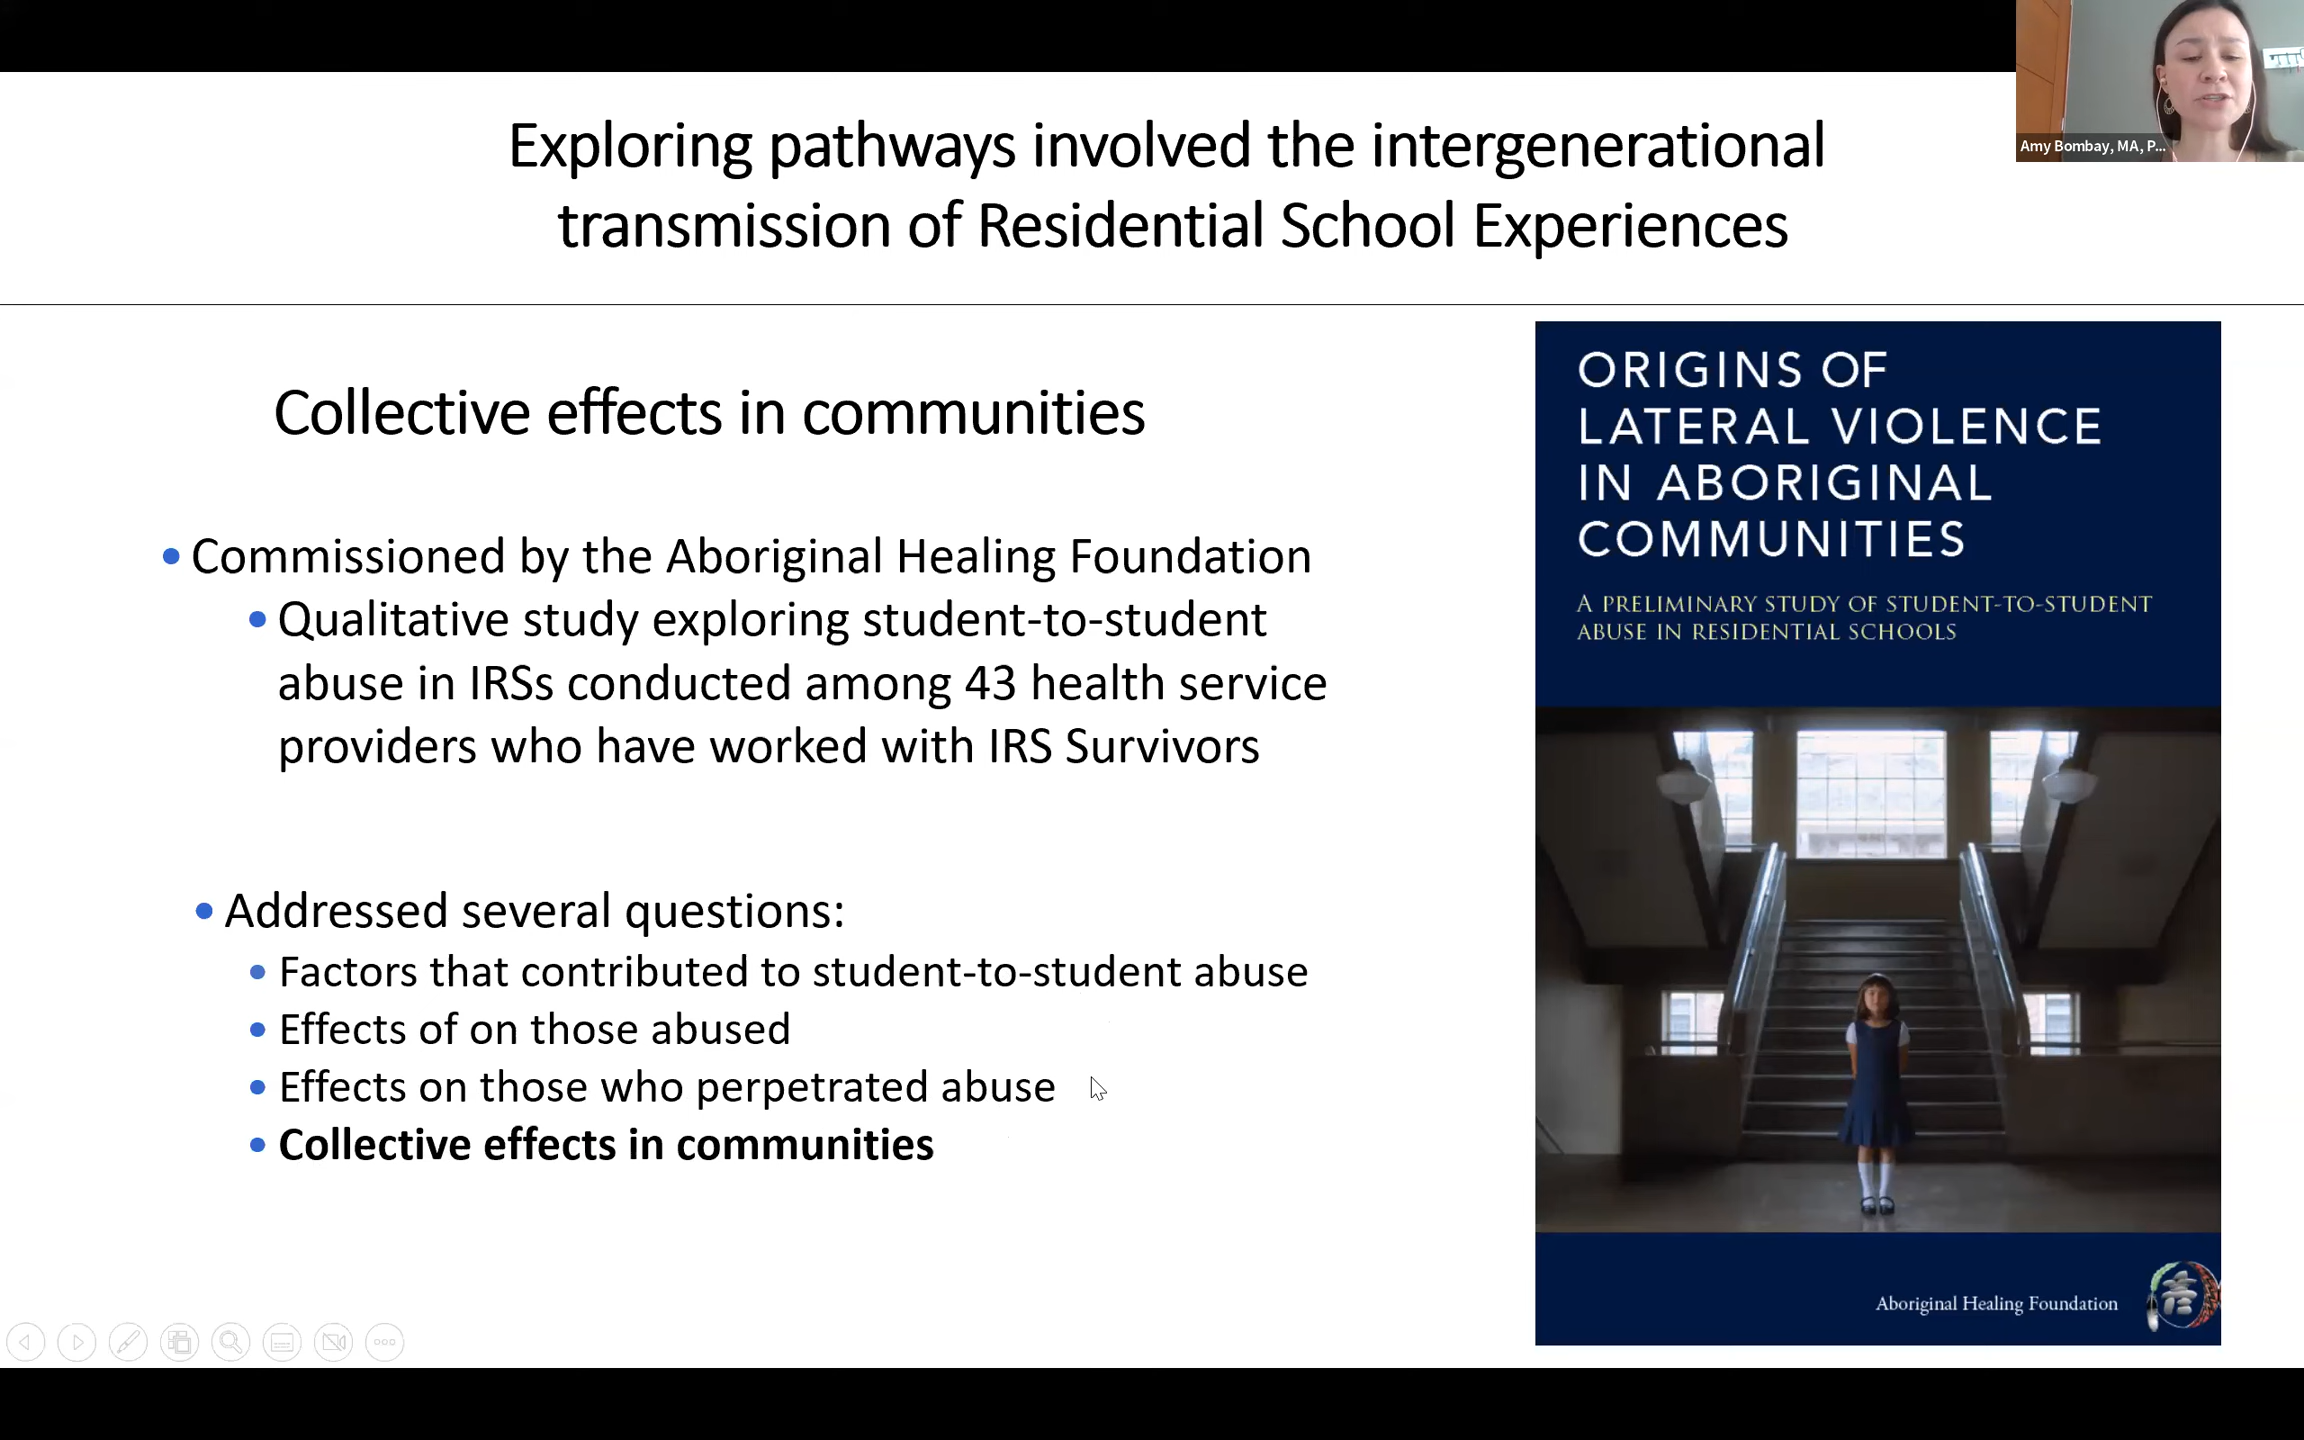 Exploring pathways involved the intergenerational
transmission of Residential School Experiences
Amy Bombay, MA, P...
Collective effects in communities
• Commissioned by the Aboriginal Healing Foundation
• Qualitative study exploring student-to-student
abuse in IRSs conducted among 43 health service
providers who have worked with IRS Survivors
• Addressed several questions:
• Factors that contributed to student-to-student abuse
• Effects of on those abused
• Effects on those who perpetrated abuse
• Collective effects in communities
ORIGINS OF
LATERAL VIOLENCE
IN ABORIGINAL
COMMUNITIES
A PRELIMINARY STUDY OF STUDENT-TO-STUDENT
ABUSE IN RESIDENTIAL SCHOOLS
Aboriginal Healing Foundation